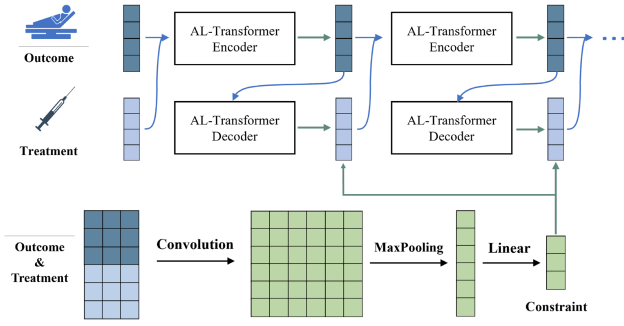 Outcome
AL-Transformer
Encoder
AL-Transformer
Encoder
Treatment
AL-Transformer
Decoder
AL-Transformer
Decoder
Outcome
&
Treatment
Convolution
MaxPooling
Linear
Constraint